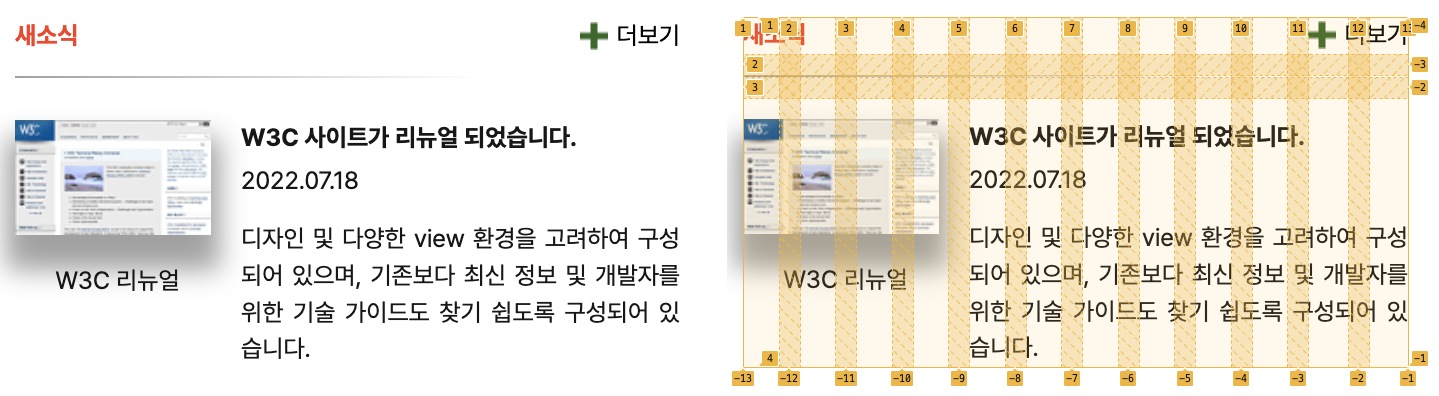 새소식
더보기
W3C
W3C 사이트가 리뉴얼 되었습니다.
2022.07.18
디자인 및 다양한 view 환경을 고려하여 구성
되어 있으며, 기존보다 최신 정보 및 개발자를
위한 기술 가이드도 찾기 쉽도록 구성되어 있
습니다.
W3C 리뉴얼
1 1 2 3 4 5 6 7 8 9 10 11 12 13 -4
새소식
더보기
2 -3
3 -2
W3C
W3C 사이트가 리뉴얼 되었습니다.
2022.07.18
디자인 및 다양한 view 환경을 고려하여 구성
되어 있으며, 기존보다 최신 정보 및 개발자를
위한 기술 가이드도 찾기 쉽도록 구성되어 있
습니다.
W3C 리뉴얼
4 -1
-13 -12 -11 -10 -9 -8 -7 -6 -5 -4 -3 -2 -1